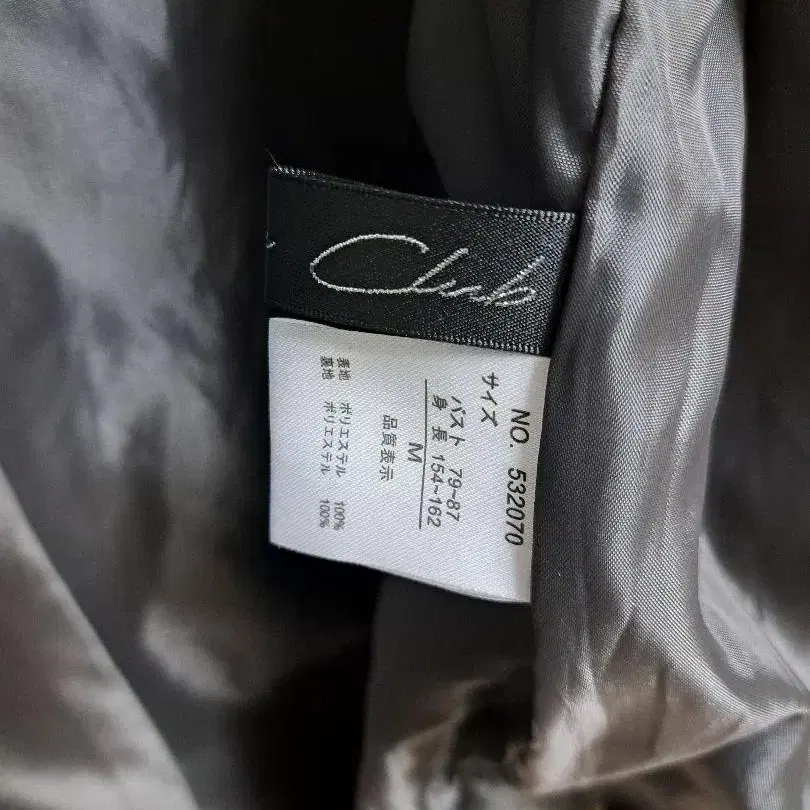 Club
NO. 532070
サイズ
バスト 79~87
身長 154~162
M
品質表示
表地 ポリエステル 100%
裏地 ポリエステル 100%